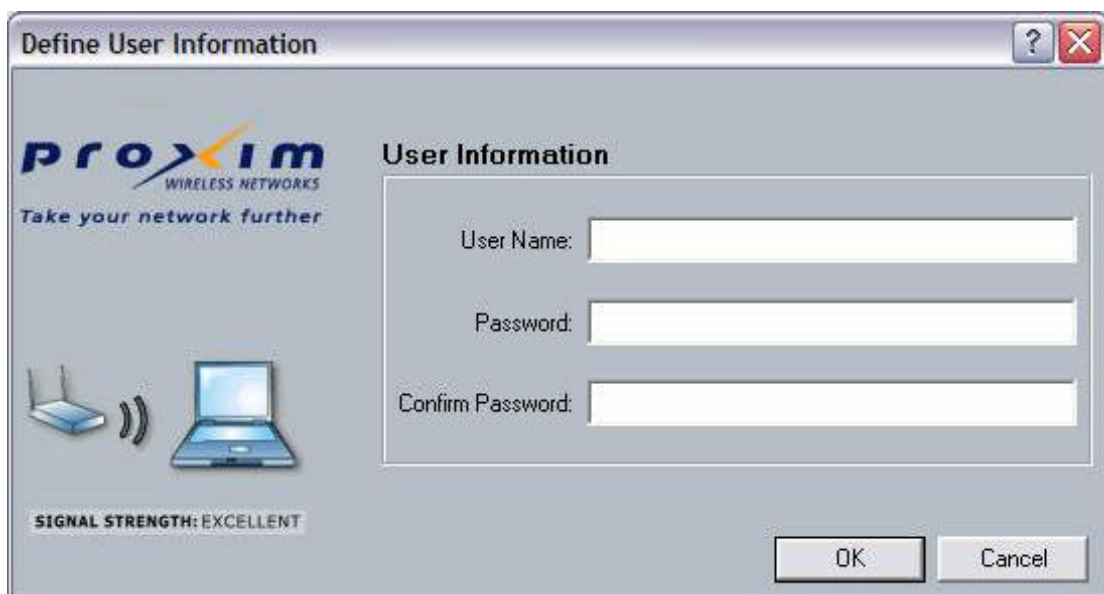 Define User Information
?
proxim
WIRELESS NETWORKS
Take your network further
User Information
User Name:
Password:
Confirm Password:
SIGNAL STRENGTH: EXCELLENT
OK
Cancel